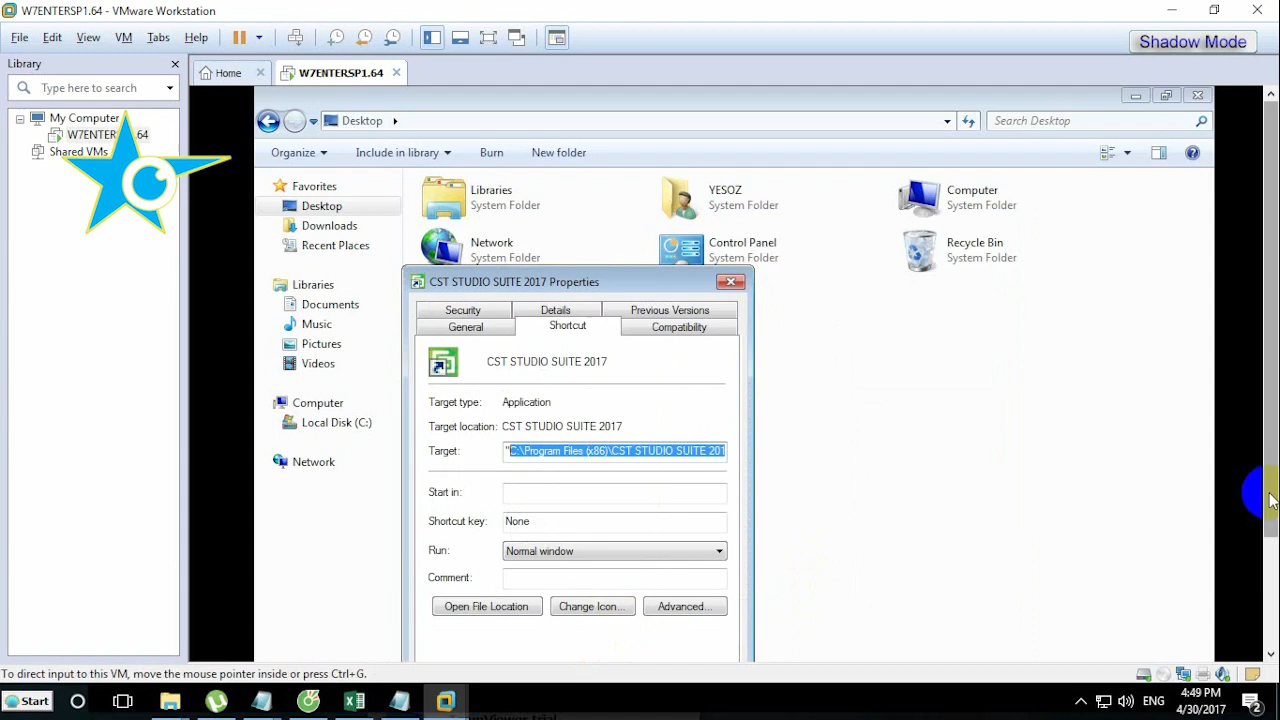 W7ENTERSP1.64 - VMware Workstation
File Edit View VM Tabs Help
Shadow Mode
Library
Type here to search
My Computer
W7ENTER 64
Shared VMs
Home
W7ENTERSP1.64
Desktop
Search Desktop
Organize
Include in library
Burn
New folder
Favorites
Desktop
Downloads
Recent Places
Libraries
Documents
Music
Pictures
Videos
Computer
Local Disk (C:)
Network
Libraries
System Folder
YESOZ
System Folder
Computer
System Folder
Network
System Folder
Control Panel
System Folder
Recycle Bin
System Folder
CST STUDIO SUITE 2017 Properties
Security Details Previous Versions
General Shortcut Compatibility
CST STUDIO SUITE 2017
Target type: Application
Target location: CST STUDIO SUITE 2017
Target: "C:\Program Files (x86)\CST STUDIO SUITE 201
Start in:
Shortcut key: None
Run: Normal window
Comment:
Open File Location Change Icon... Advanced...
To direct input to this VM, move the mouse pointer inside or press Ctrl+G.
Start
ENG
4:49 PM
4/30/2017
2